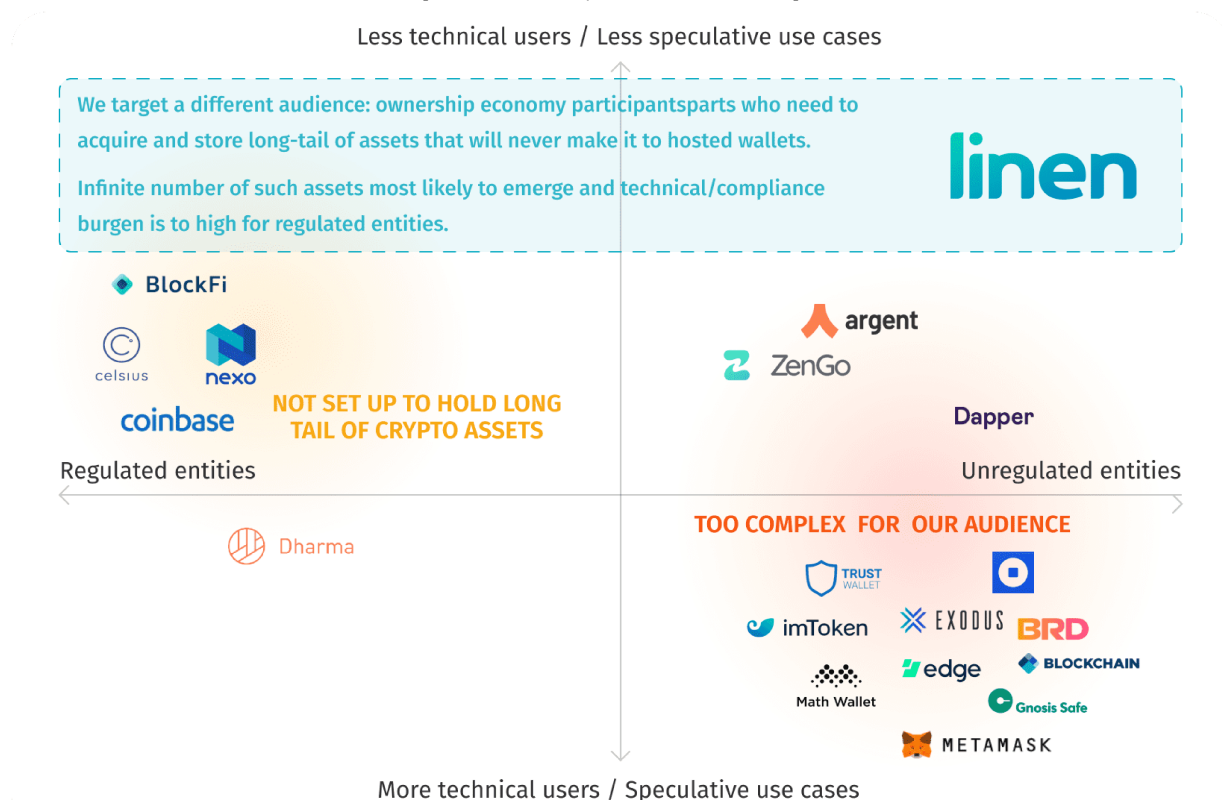 Less technical users / Less speculative use cases
We target a different audience: ownership economy participantsparts who need to
acquire and store long-tail of assets that will never make it to hosted wallets.
Infinite number of such assets most likely to emerge and technical/compliance
burgen is to high for regulated entities.
linen
BlockFi
argent
CELSIUS
nexo
ZenGo
coinbase
NOT SET UP TO HOLD LONG
TAIL OF CRYPTO ASSETS
Dapper
Regulated entities
Unregulated entities
TOO COMPLEX FOR OUR AUDIENCE
Dharma
TRUST
WALLET
imToken
EXODUS
BRD
edge
BLOCKCHAIN
Math Wallet
Gnosis Safe
METAMASK
More technical users / Speculative use cases